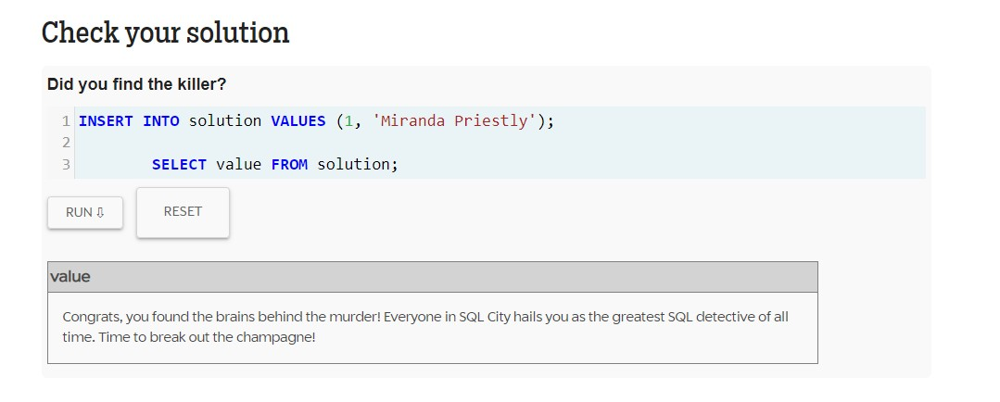 Check your solution
Did you find the killer?
1 INSERT INTO solution VALUES (1, 'Miranda Priestly');
2
3 SELECT value FROM solution;
RUN ⇩ RESET
value
Congrats, you found the brains behind the murder! Everyone in SQL City hails you as the greatest SQL detective of all
time. Time to break out the champagne!